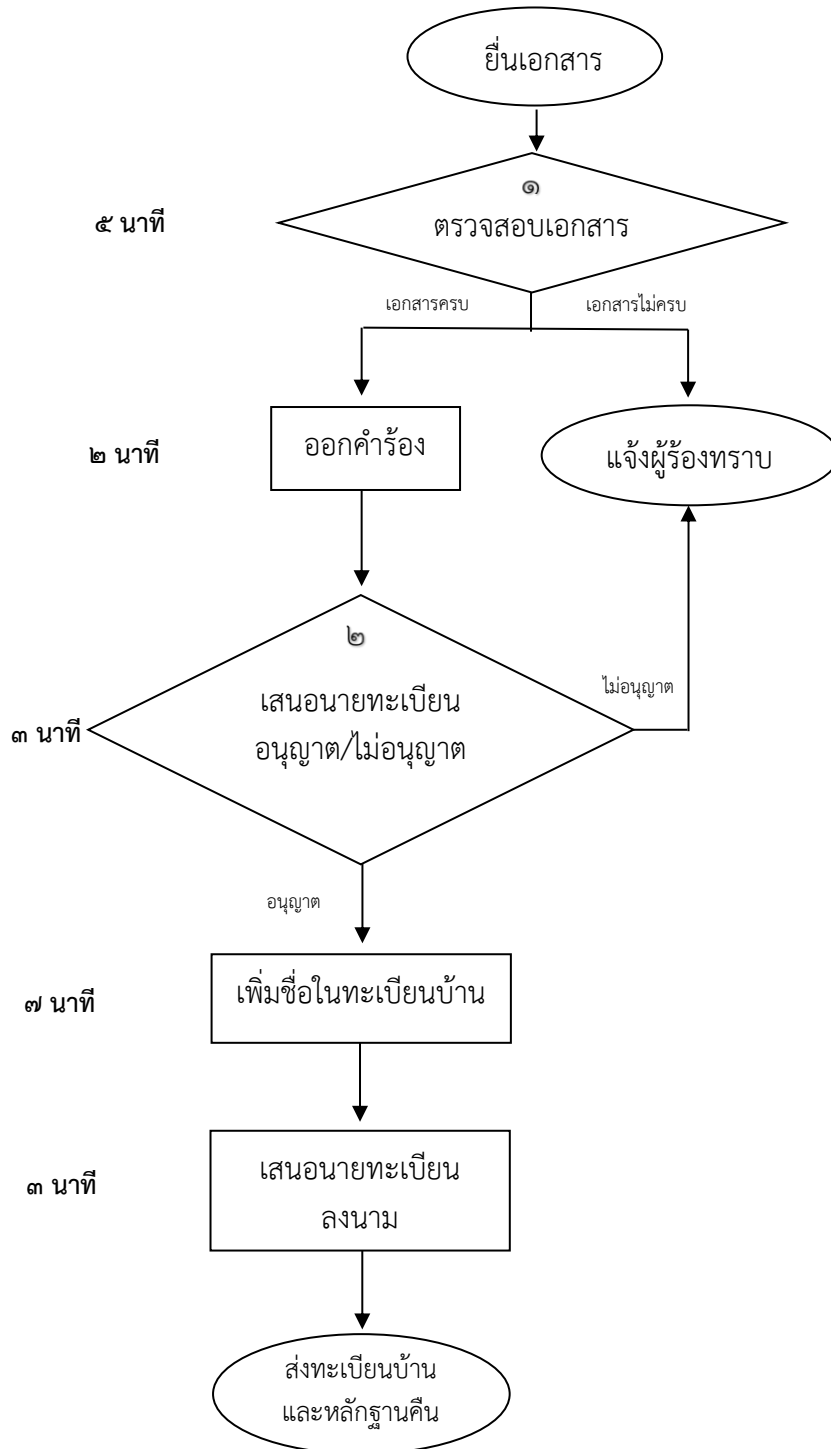 ยื่นเอกสาร
๑
๕ นาที
ตรวจสอบเอกสาร
เอกสารครบ
เอกสารไม่ครบ
๒ นาที
ออกคำร้อง
แจ้งผู้ร้องทราบ
๒
ไม่อนุญาต
๓ นาที
เสนอนายทะเบียน
อนุญาต/ไม่อนุญาต
อนุญาต
๗ นาที
เพิ่มชื่อในทะเบียนบ้าน
๓ นาที
เสนอนายทะเบียน
ลงนาม
ส่งทะเบียนบ้าน
และหลักฐานคืน